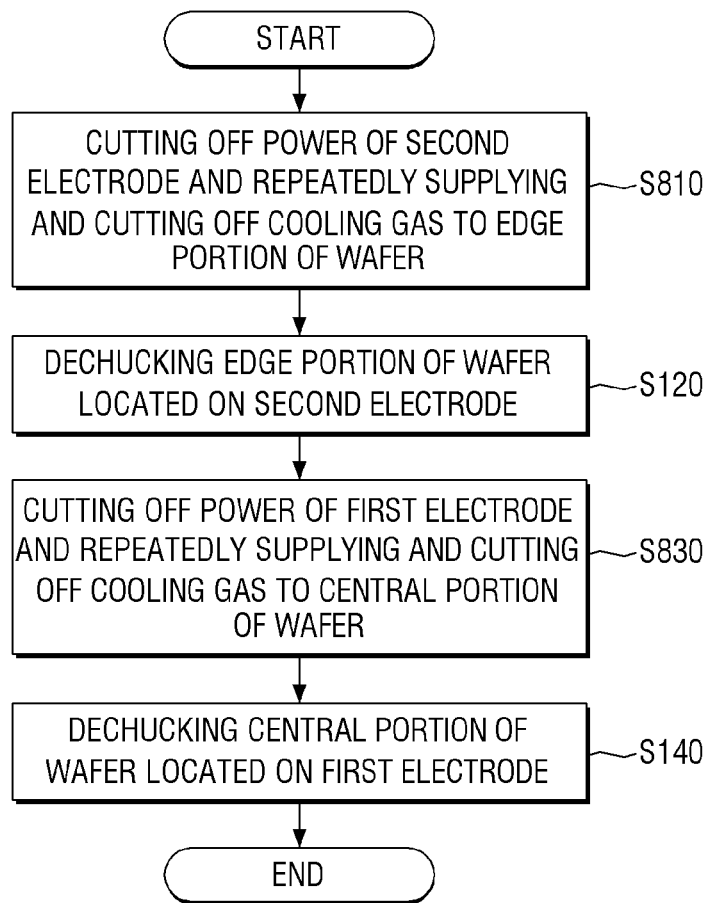 START
CUTTING OFF POWER OF SECOND
ELECTRODE AND REPEATEDLY SUPPLYING
AND CUTTING OFF COOLING GAS TO EDGE
PORTION OF WAFER
S810
DECHUCKING EDGE PORTION OF WAFER
LOCATED ON SECOND ELECTRODE
S120
CUTTING OFF POWER OF FIRST ELECTRODE
AND REPEATEDLY SUPPLYING AND CUTTING
OFF COOLING GAS TO CENTRAL PORTION
OF WAFER
S830
DECHUCKING CENTRAL PORTION OF
WAFER LOCATED ON FIRST ELECTRODE
S140
END